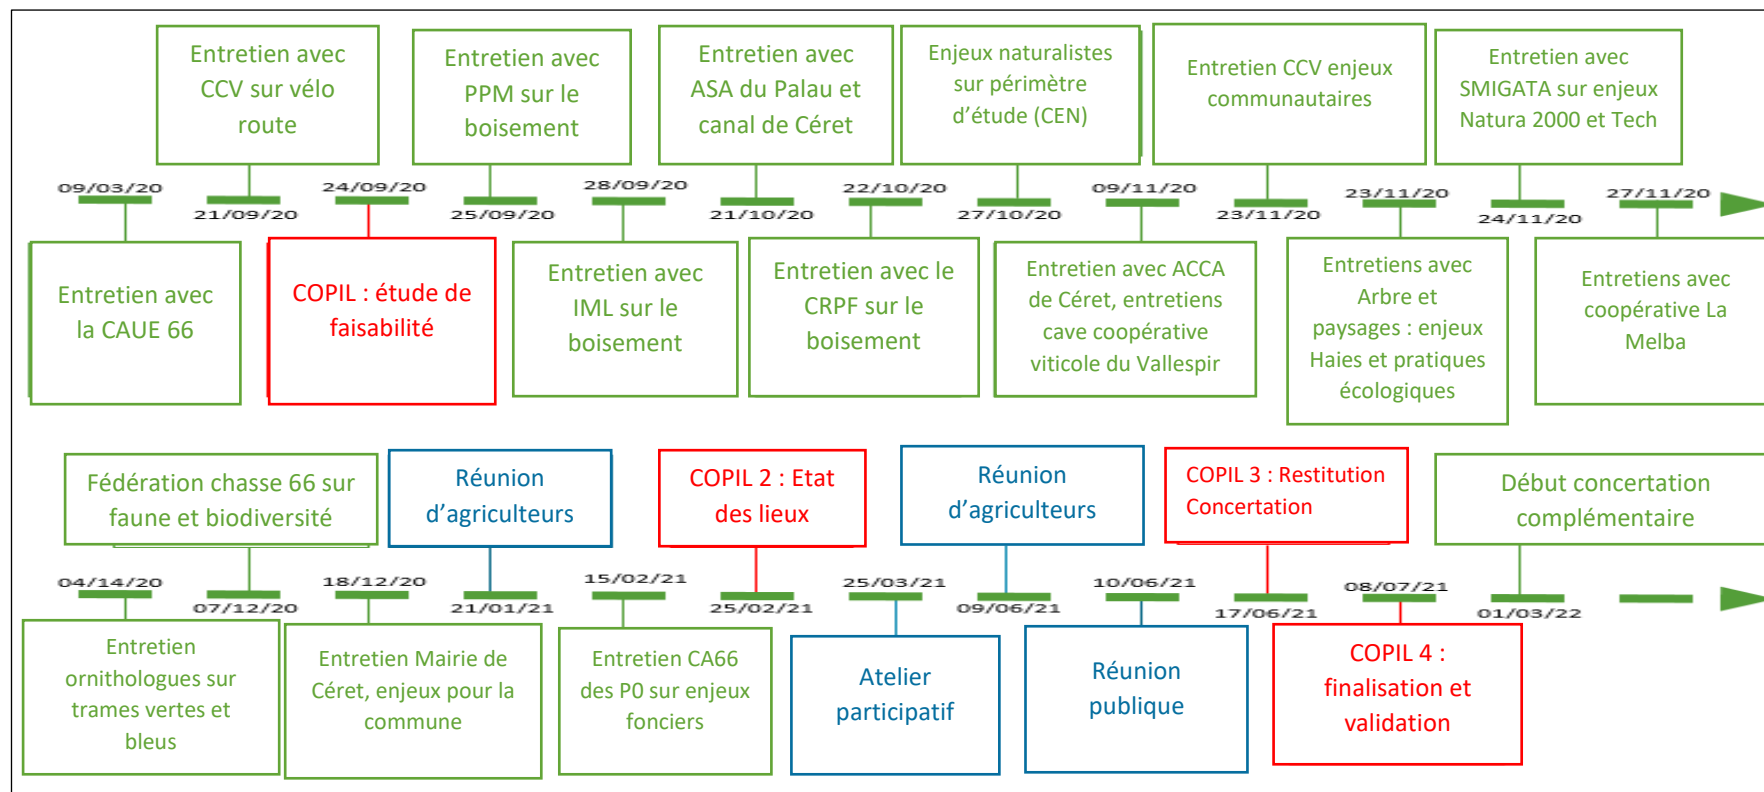 Entretien avec
CCV sur vélo
route
Entretien avec
PPM sur le
boisement
Entretien avec
ASA du Palau et
canal de Céret
Enjeux naturalistes
sur périmètre
d’étude (CEN)
Entretien CCV enjeux
communautaires
Entretien avec
SMIGATA sur enjeux
Natura 2000 et Tech
09/03/20
21/09/20
24/09/20
25/09/20
28/09/20
21/10/20
22/10/20
27/10/20
09/11/20
23/11/20
23/11/20
24/11/20
27/11/20
Entretien avec
la CAUE 66
COPIL : étude de
faisabilité
Entretien avec
IML sur le
boisement
Entretien avec le
CRPF sur le
boisement
Entretien avec ACCA
de Céret, entretiens
cave coopérative
viticole du Vallespir
Entretiens avec
Arbre et
paysages : enjeux
Haies et pratiques
écologiques
Entretiens avec
coopérative La
Melba
Fédération chasse 66 sur
faune et biodiversité
Réunion
d’agriculteurs
COPIL 2 : Etat
des lieux
Réunion
d’agriculteurs
COPIL 3 : Restitution
Concertation
Début concertation
complémentaire
04/14/20
07/12/20
18/12/20
21/01/21
15/02/21
25/02/21
25/03/21
09/06/21
10/06/21
17/06/21
08/07/21
01/03/22
Entretien
ornithologues sur
trames vertes et
bleus
Entretien Mairie de
Céret, enjeux pour la
commune
Entretien CA66
des P0 sur enjeux
fonciers
Atelier
participatif
Réunion
publique
COPIL 4 :
finalisation et
validation